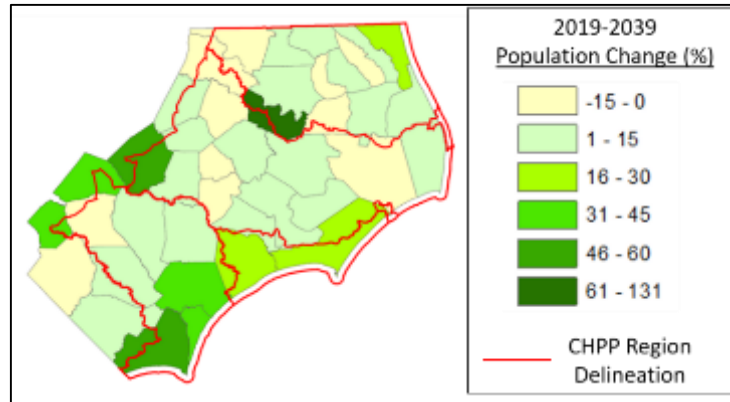 2019-2039
Population Change (%)
-15 - 0
1 - 15
16 - 30
31 - 45
46 - 60
61 - 131
CHPP Region
Delineation